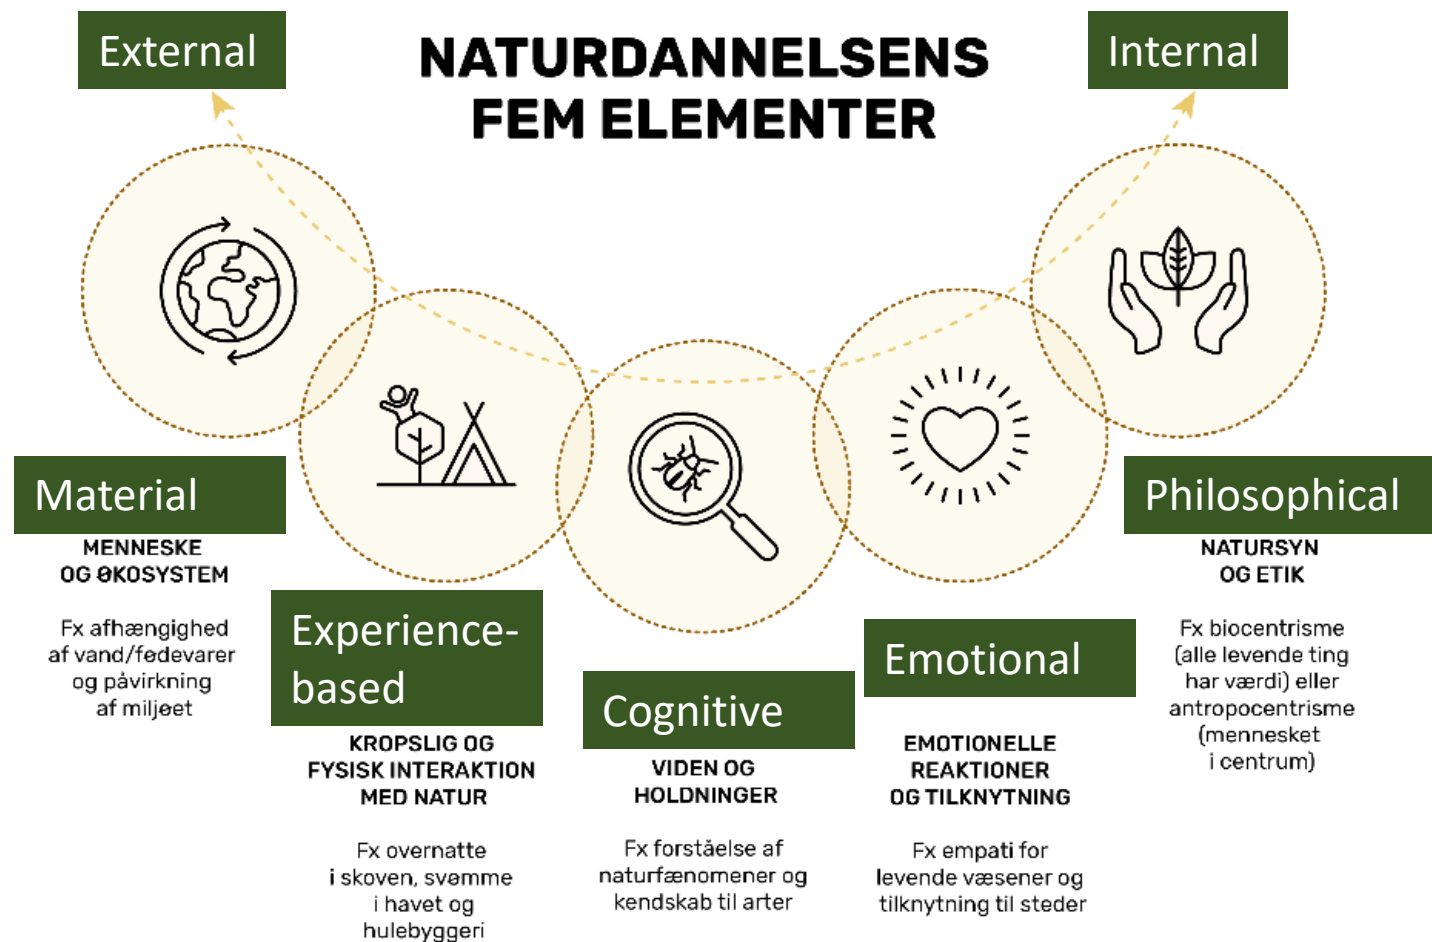 External
NATURDANNELSENS
FEM ELEMENTER
Internal
Material
MENNESKE
OG ØKOSYSTEM
Fx afhængighed
af vand/fødevarer
og påvirkning
af miljøet
Experience-
based
KROPSLIG OG
FYSISK INTERAKTION
MED NATUR
Fx overnatte
i skoven, svømme
i havet og
hulebyggeri
Cognitive
VIDEN OG
HOLDNINGER
Fx forståelse af
naturfænomener og
kendskab til arter
Emotional
EMOTIONELLE
REAKTIONER
OG TILKNYTNING
Fx empati for
levende væsener og
tilknytning til steder
Philosophical
NATURSYN
OG ETIK
Fx biocentrisme
(alle levende ting
har værdi) eller
antropocentrisme
(mennesket
i centrum)